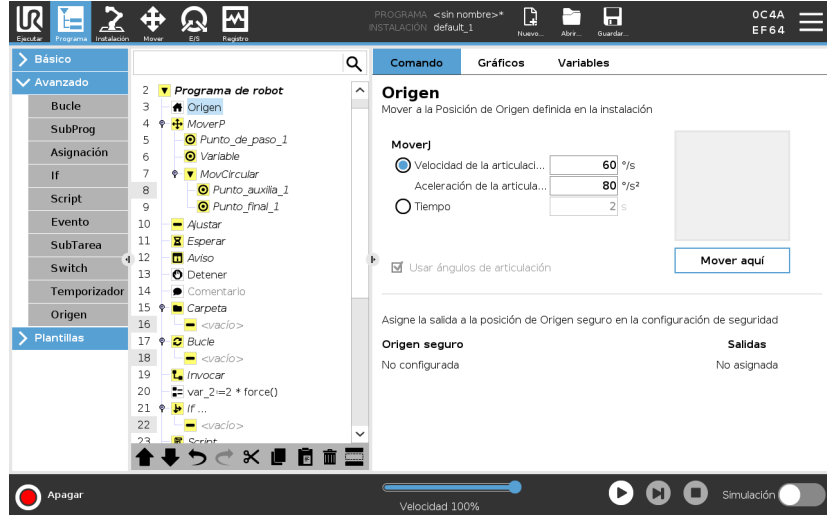 PROGRAMA <sin nombre>*
INSTALACIÓN default_1
Ejecutar Programa Instalación Mover E/S Registro Nuevo... Abrir... Guardar...
0C4A
EF64
Básico
Avanzado
Bucle
SubProg
Asignación
If
Script
Evento
SubTarea
Switch
Temporizador
Origen
Plantillas
2 Programa de robot
3 Origen
4 MoverP
5 Punto_de_paso_1
6 Variable
7 MovCircular
8 Punto_auxilia_1
9 Punto_final_1
10 Ajustar
11 Esperar
12 Aviso
13 Detener
14 Comentario
15 Carpeta
16 <vacío>
17 Bucle
18 <vacío>
19 Invocar
20 var_2≔2 * force()
21 If ...
22 <vacío>
23 Script
Comando Gráficos Variables
Origen
Mover a la Posición de Origen definida en la instalación
MoverJ
Velocidad de la articulaci... 60 °/s
Aceleración de la articula... 80 °/s²
Tiempo 2 s
Usar ángulos de articulación
Mover aquí
Asigne la salida a la posición de Origen seguro en la configuración de seguridad
Origen seguro Salidas
No configurada No asignada
Apagar
Velocidad 100%
Simulación